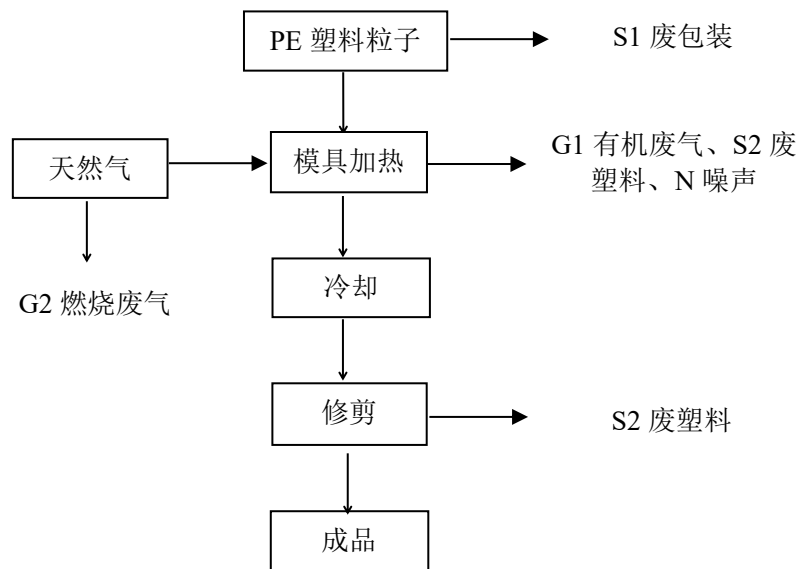 PE 塑料粒子
S1 废包装
天然气
模具加热
G1 有机废气、S2 废
塑料、N 噪声
G2 燃烧废气
冷却
修剪
S2 废塑料
成品